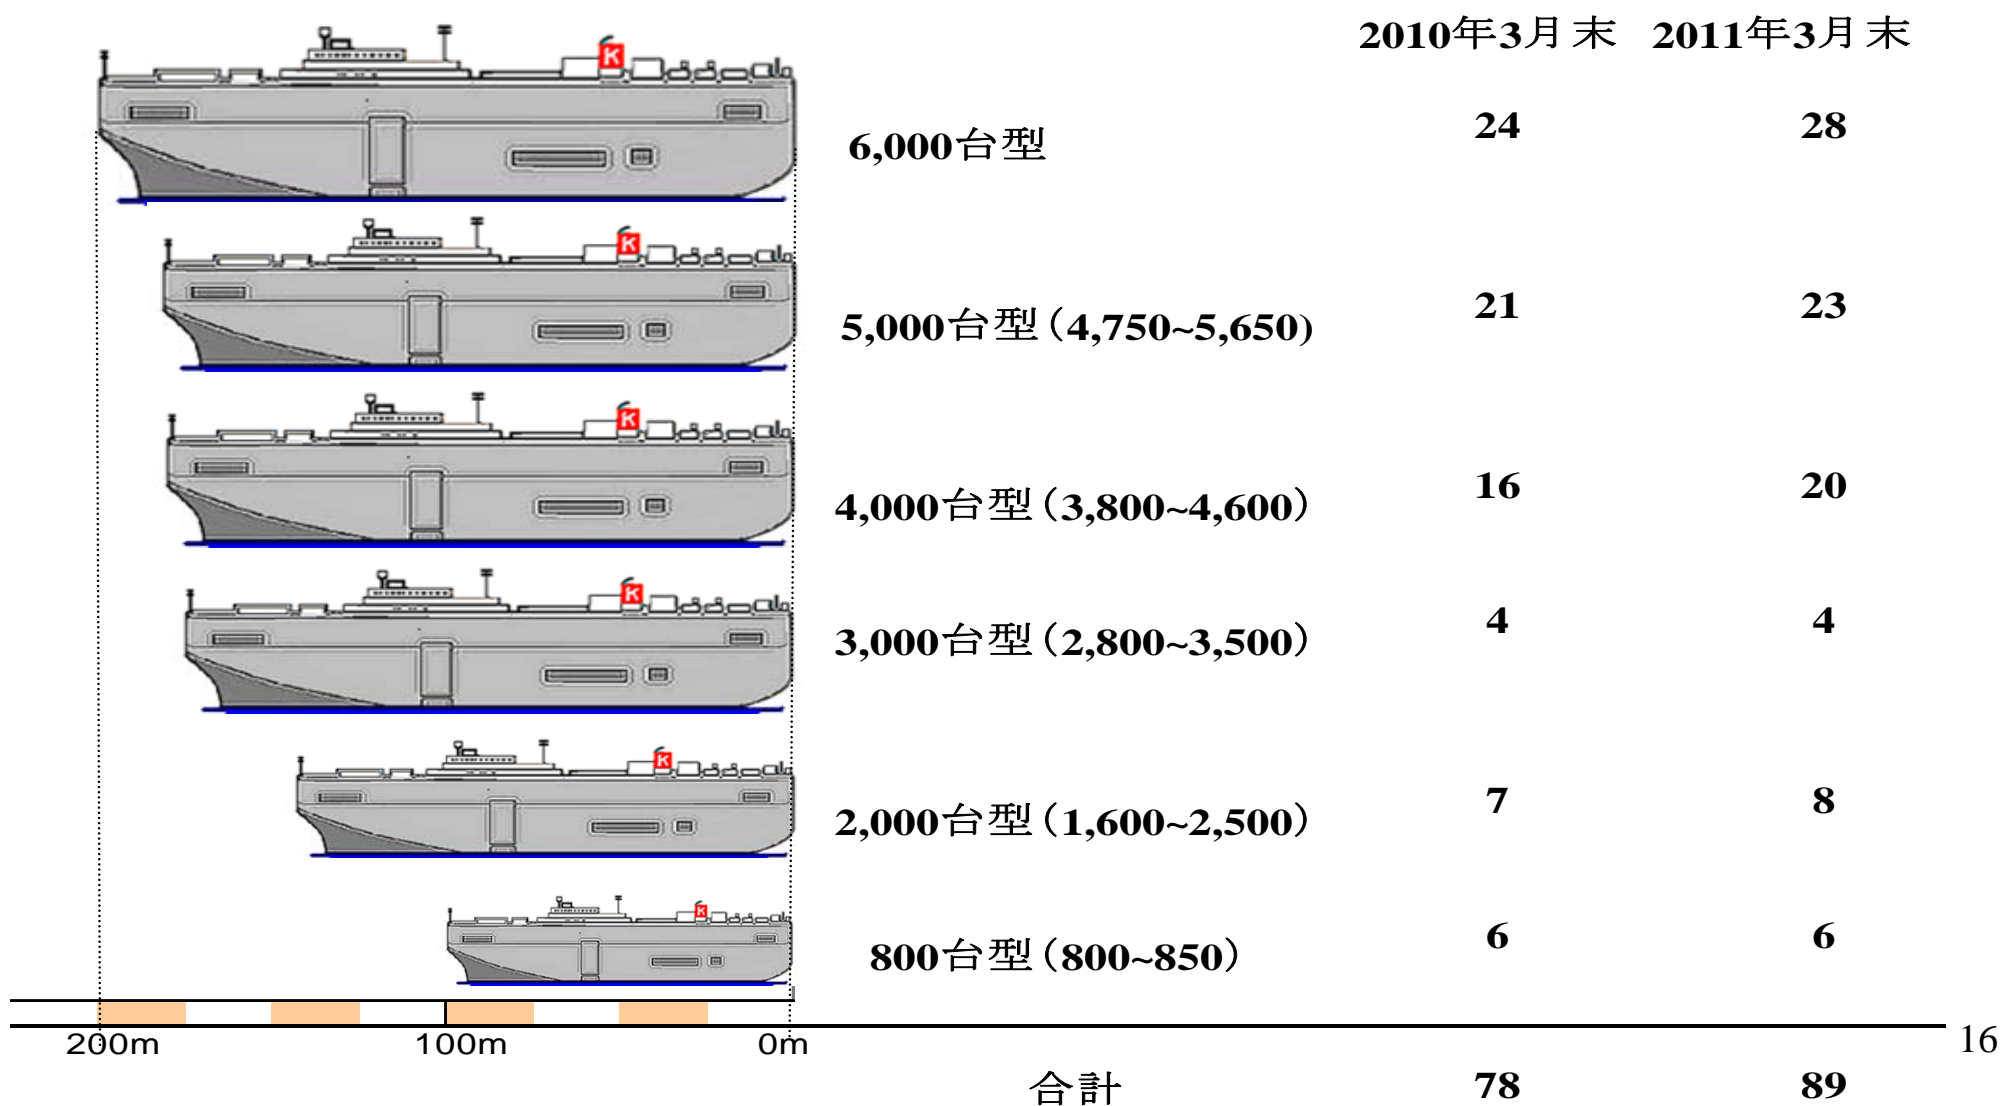 2010年3月末 2011年3月末
K
6,000台型 24 28
K
5,000台型（4,750~5,650) 21 23
K
4,000台型（3,800~4,600） 16 20
K
3,000台型（2,800~3,500） 4 4
K
2,000台型（1,600~2,500） 7 8
K
800台型（800~850） 6 6
200m 100m 0m
16
合計 78 89